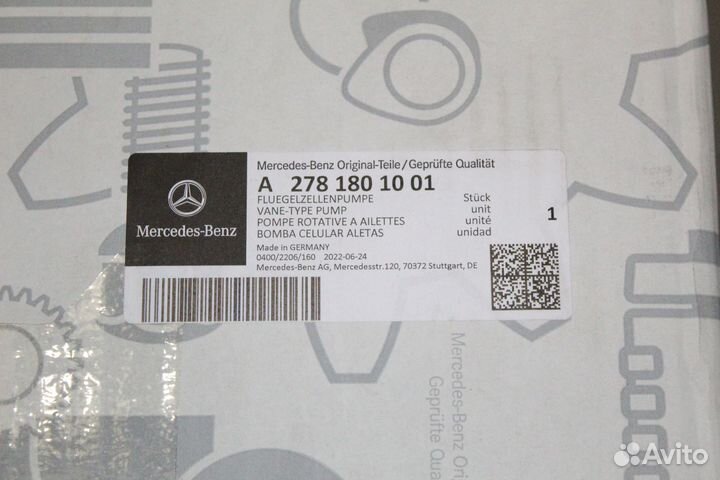 Mercedes-Benz Original-Teile/Geprüfte Qualität
A 278 180 10 01
FLUEGELZELLENPUMPE Stück
VANE-TYPE PUMP unit
POMPE ROTATIVE A AILETTES unité
BOMBA CELULAR ALETAS unidad
1
Made in GERMANY
0400/2206/160 2022-06-24
Mercedes-Benz AG, Mercedesstr.120, 70372 Stuttgart, DE
Mercedes-Benz
Mercedes-Benz Ori
Geprüfte Qua
Avito